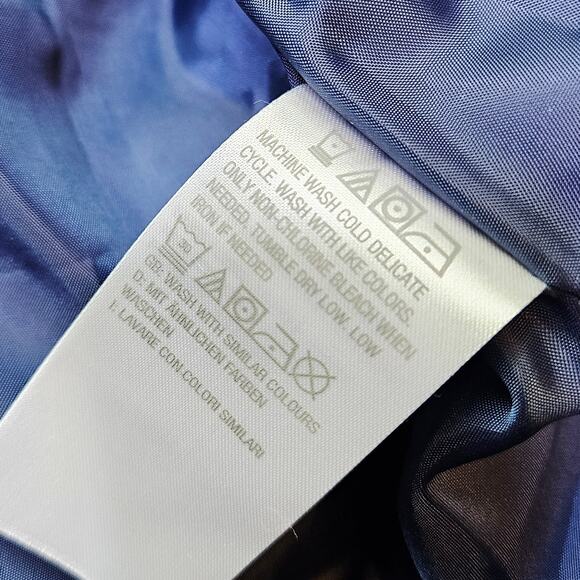 MACHINE WASH COLD DELICATE
CYCLE. WASH WITH LIKE COLORS.
ONLY NON-CHLORINE BLEACH WHEN
NEEDED. TUMBLE DRY LOW. LOW
IRON IF NEEDED
30
GB: WASH WITH SIMILAR COLOURS
D: MIT ÄHNLICHEN FARBEN
WASCHEN
I: LAVARE CON COLORI SIMILARI